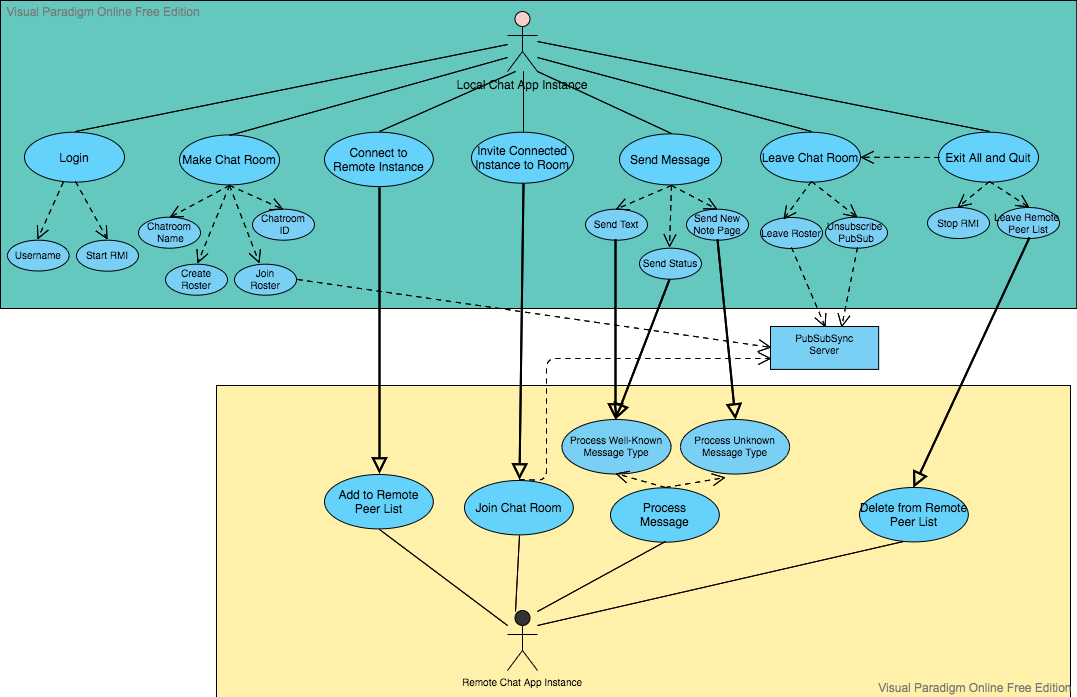 Visual Paradigm Online Free Edition
Local Chat App Instance
Login
Make Chat Room
Connect to
Remote Instance
Invite Connected
Instance to Room
Send Message
Leave Chat Room
Exit All and Quit
Username
Start RMI
Chatroom
Name
Chatroom
ID
Create
Roster
Join
Roster
Send Text
Send Status
Send New
Note Page
Leave Roster
Unsubscribe
PubSub
Stop RMI
Leave Remote
Peer List
PubSubSync
Server
Process Well-Known
Message Type
Process Unknown
Message Type
Add to Remote
Peer List
Join Chat Room
Process
Message
Delete from Remote
Peer List
Remote Chat App Instance
Visual Paradigm Online Free Edition